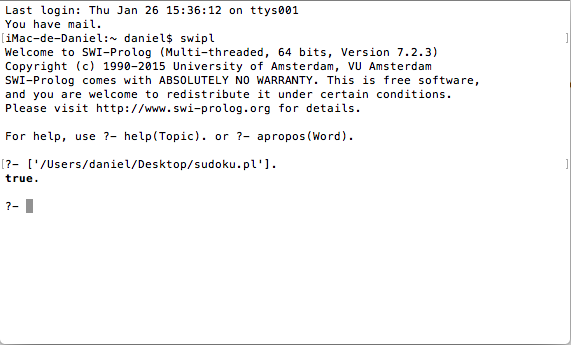 Last login: Thu Jan 26 15:36:12 on ttys001
You have mail.
[iMac-de-Daniel:~ daniel$ swipl ]
Welcome to SWI-Prolog (Multi-threaded, 64 bits, Version 7.2.3)
Copyright (c) 1990-2015 University of Amsterdam, VU Amsterdam
SWI-Prolog comes with ABSOLUTELY NO WARRANTY. This is free software,
and you are welcome to redistribute it under certain conditions.
Please visit http://www.swi-prolog.org for details.
For help, use ?- help(Topic). or ?- apropos(Word).
[?- ['/Users/daniel/Desktop/sudoku.pl']. ]
true.
?-